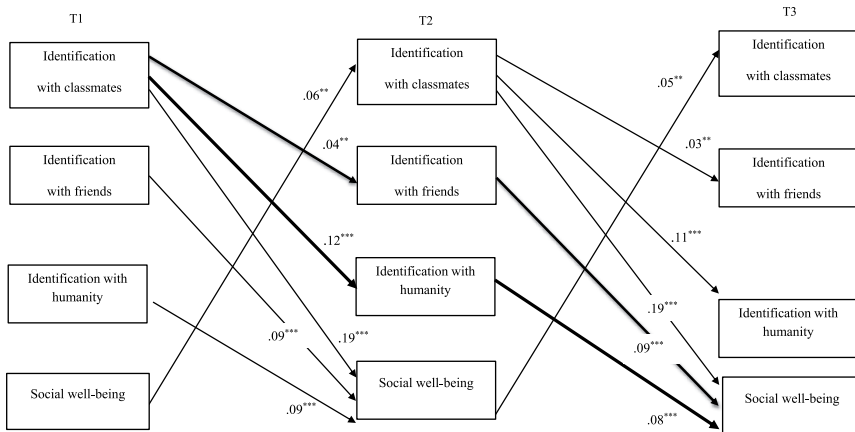 T1
T2
T3
Identification
with classmates
Identification
with friends
Identification with
humanity
Social well-being
.06**
.04**
.12***
.19***
.09***
.09***
Identification
with classmates
Identification
with friends
Identification with
humanity
Social well-being
.05**
.03**
.11***
.19***
.09***
.08***
Identification
with classmates
Identification
with friends
Identification with
humanity
Social well-being